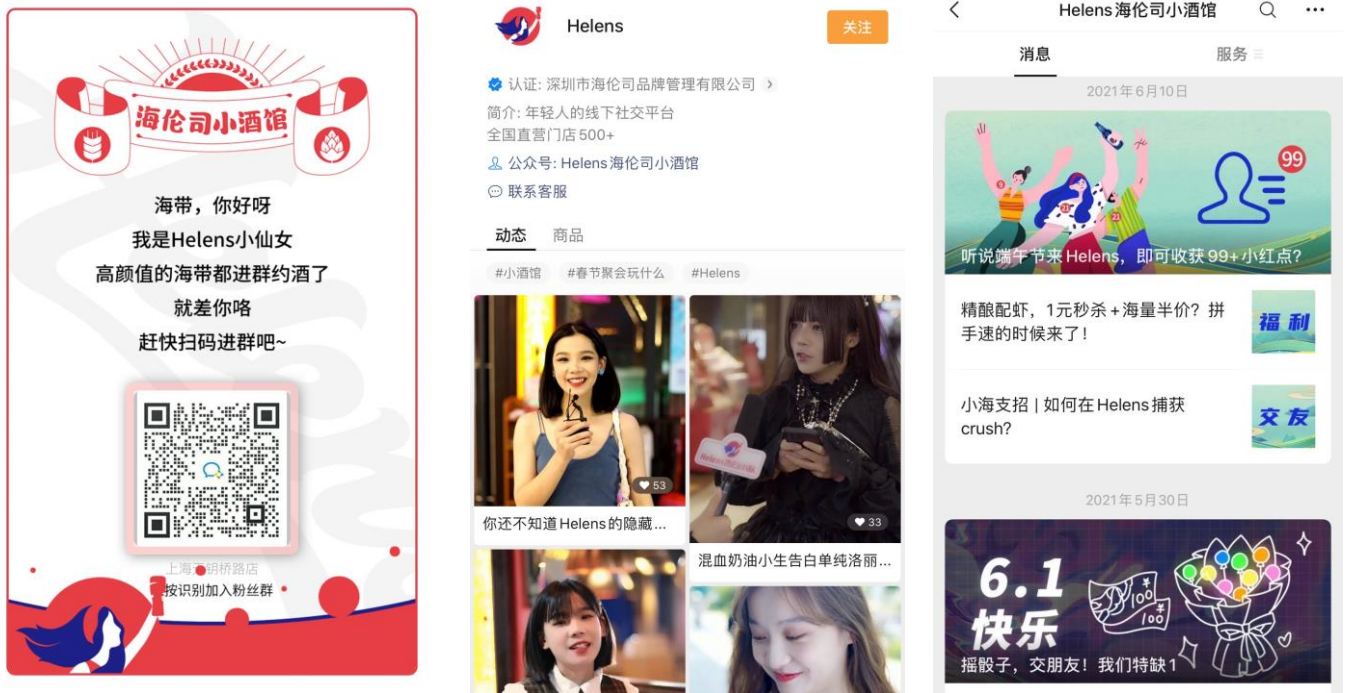 海伦司小酒馆
海带，你好呀
我是Helens小仙女
高颜值的海带都进群约酒了
就差你咯
赶快扫码进群吧~
按识别加入粉丝群
Helens
关注
认证: 深圳市海伦司品牌管理有限公司
简介: 年轻人的线下社交平台
全国直营门店500+
公众号: Helens海伦司小酒馆
联系客服
动态 商品
#小酒馆 #春节聚会玩什么 #Helens
53
你还不知道Helens的隐藏...
33
混血奶油小生告白单纯洛丽...
Helens海伦司小酒馆
消息 服务
2021年6月10日
99
9
21
21
听说端午节来Helens，即可收获99+小红点？
精酿配虾，1元秒杀+海量半价？拼
手速的时候来了！
福利
小海支招 | 如何在Helens捕获
crush?
交友
2021年5月30日
6.1
快乐
100
100
摇骰子，交朋友！我们特缺1